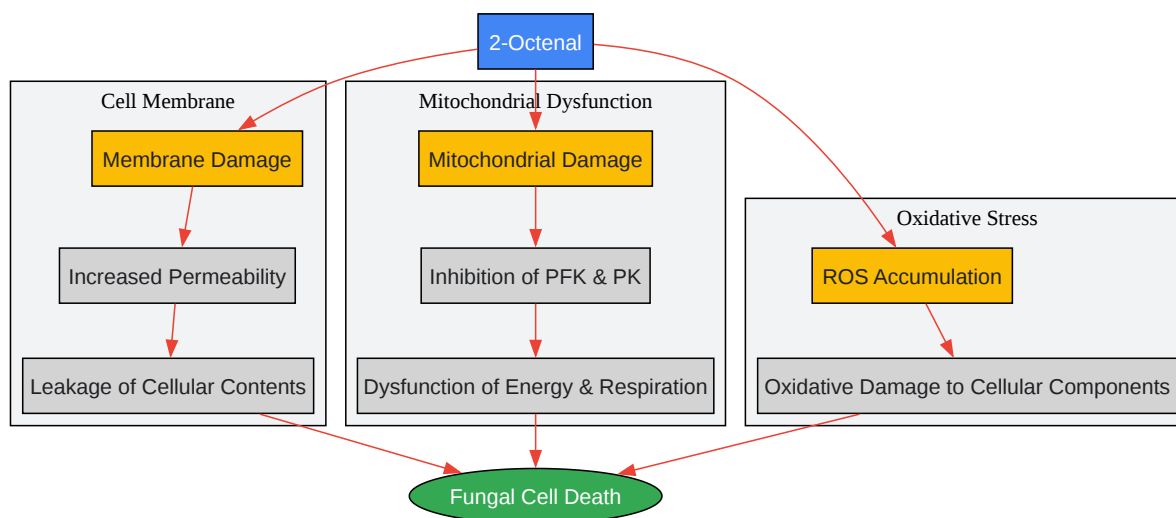 2-Octenal
Cell Membrane
Mitochondrial Dysfunction
Membrane Damage
Mitochondrial Damage
Oxidative Stress
Increased Permeability
Inhibition of PFK & PK
ROS Accumulation
Leakage of Cellular Contents
Dysfunction of Energy & Respiration
Oxidative Damage to Cellular Components
Fungal Cell Death